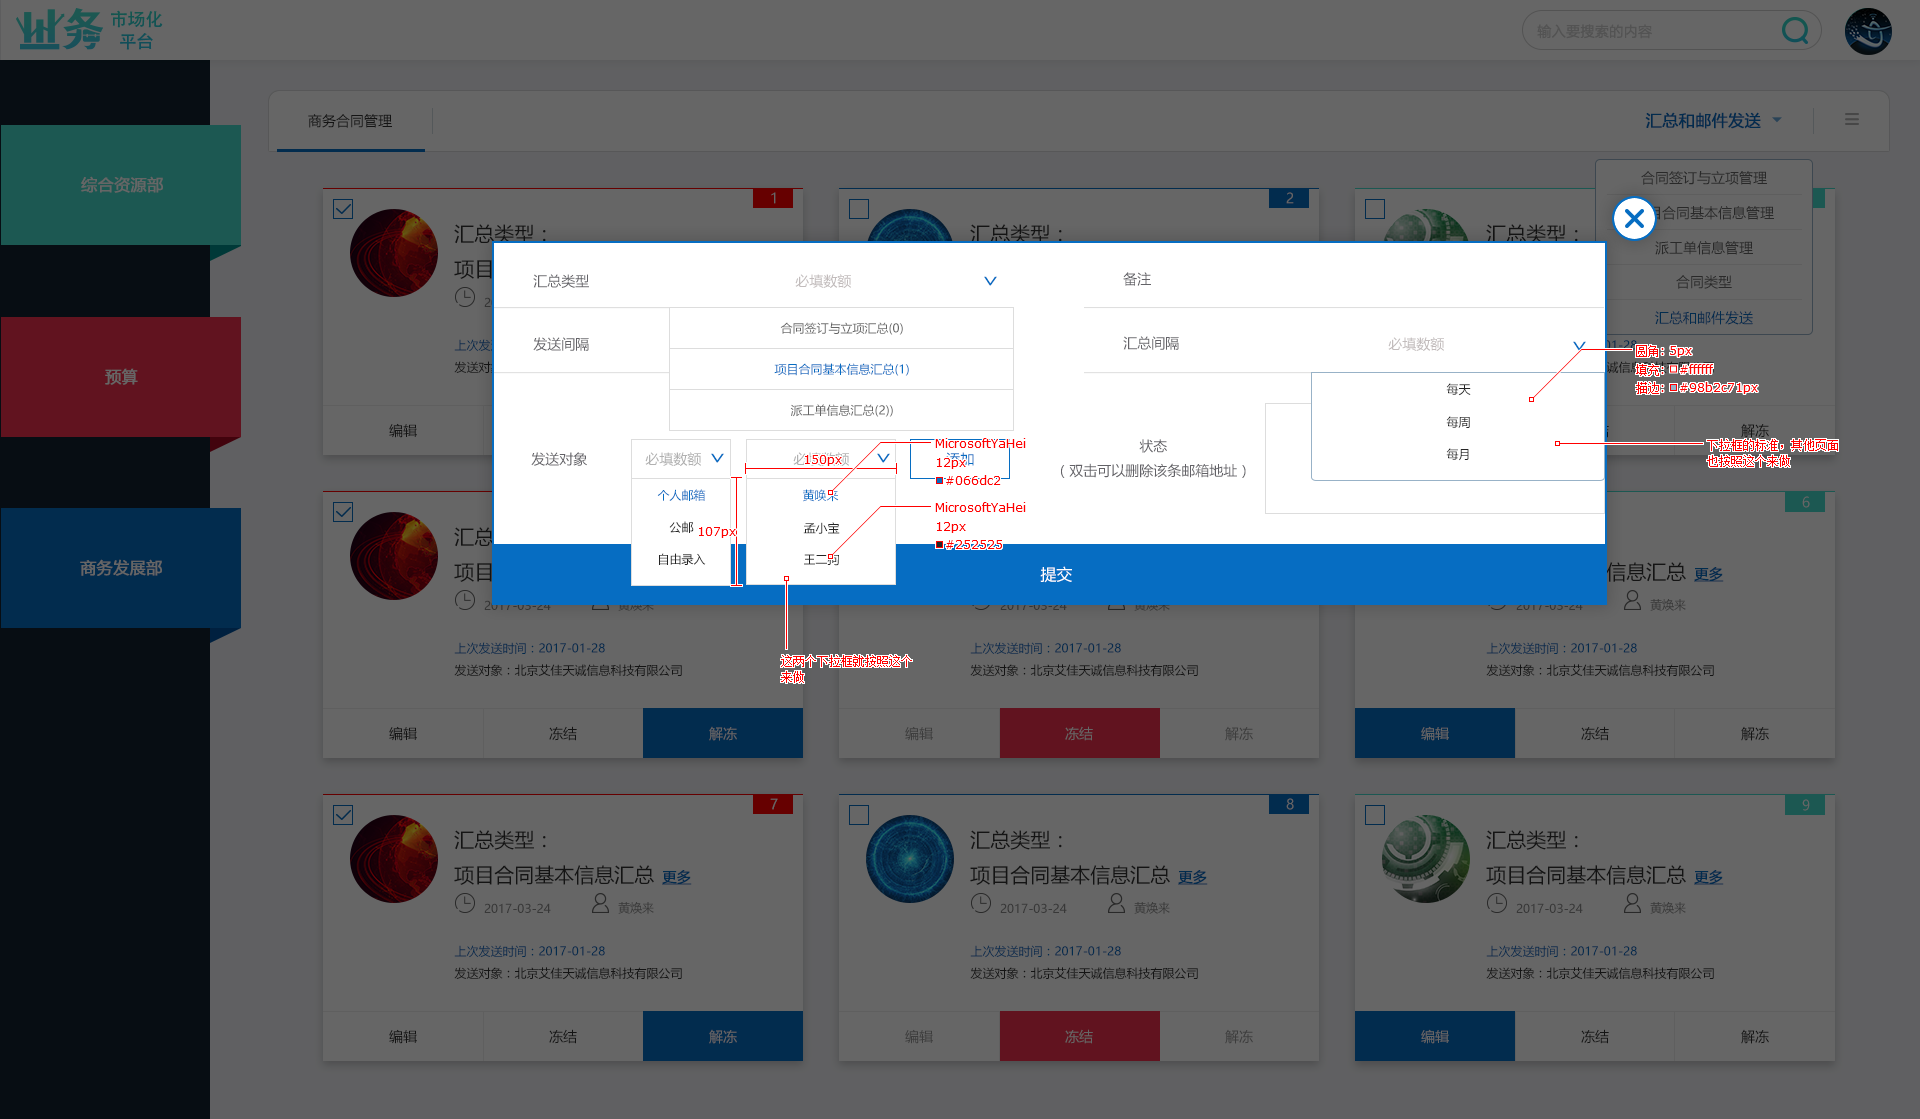 业务 市场化
平台
输入要搜索的内容
综合资源部
预算
商务发展部
商务合同管理
汇总和邮件发送
合同签订与立项管理
目合同基本信息管理
派工单信息管理
合同类型
汇总和邮件发送
1
汇总类型：
项目
2
上次发
发送对
编辑
2
汇总类型：
汇总类型：
01-28
诚信息科技有限公司
解冻
汇总类型
必填数额
备注
合同签订与立项汇总(0)
项目合同基本信息汇总(1)
派工单信息汇总(2))
发送间隔
汇总间隔
必填数额
每天
每周
每月
发送对象
必填数额
个人邮箱
公邮
自由录入
必填数额
黄唤来
孟小宝
王二狗
添加
状态
（双击可以删除该条邮箱地址）
提交
圆角：5px
填充：#ffffff
描边：#98b2c71px
下拉框的标准，其他页面
也按照这个来做
150px
107px
MicrosoftYaHei
12px
#066dc2
MicrosoftYaHei
12px
#252525
这两个下拉框就按照这个
来做
汇总
项目
2017-03-24
黄焕来
上次发送时间：2017-01-28
发送对象：北京艾佳天诚信息科技有限公司
编辑
冻结
解冻
2017-03-24
黄焕来
上次发送时间：2017-01-28
发送对象：北京艾佳天诚信息科技有限公司
编辑
冻结
解冻
6
信息汇总 更多
2017-03-24
黄焕来
上次发送时间：2017-01-28
发送对象：北京艾佳天诚信息科技有限公司
编辑
冻结
解冻
7
汇总类型：
项目合同基本信息汇总 更多
2017-03-24
黄焕来
上次发送时间：2017-01-28
发送对象：北京艾佳天诚信息科技有限公司
编辑
冻结
解冻
8
汇总类型：
项目合同基本信息汇总 更多
2017-03-24
黄焕来
上次发送时间：2017-01-28
发送对象：北京艾佳天诚信息科技有限公司
编辑
冻结
解冻
9
汇总类型：
项目合同基本信息汇总 更多
2017-03-24
黄焕来
上次发送时间：2017-01-28
发送对象：北京艾佳天诚信息科技有限公司
编辑
冻结
解冻